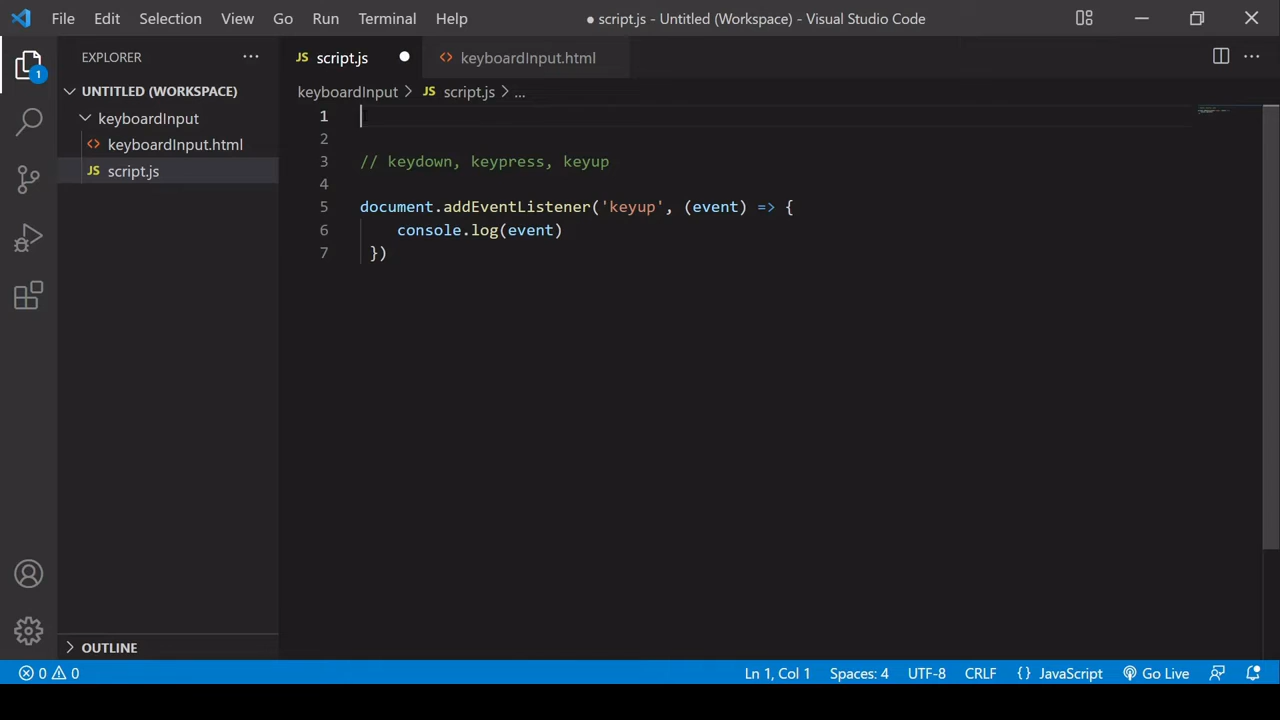 File Edit Selection View Go Run Terminal Help ● script.js - Untitled (Workspace) - Visual Studio Code
EXPLORER ...
JS script.js ●
<> keyboardInput.html
1
UNTITLED (WORKSPACE)
keyboardInput
<> keyboardInput.html
JS script.js
keyboardInput > JS script.js > ...
1
2
3 // keydown, keypress, keyup
4
5 document.addEventListener('keyup', (event) => {
6 console.log(event)
7 })
OUTLINE
0 0 Ln 1, Col 1 Spaces: 4 UTF-8 CRLF {} JavaScript Go Live